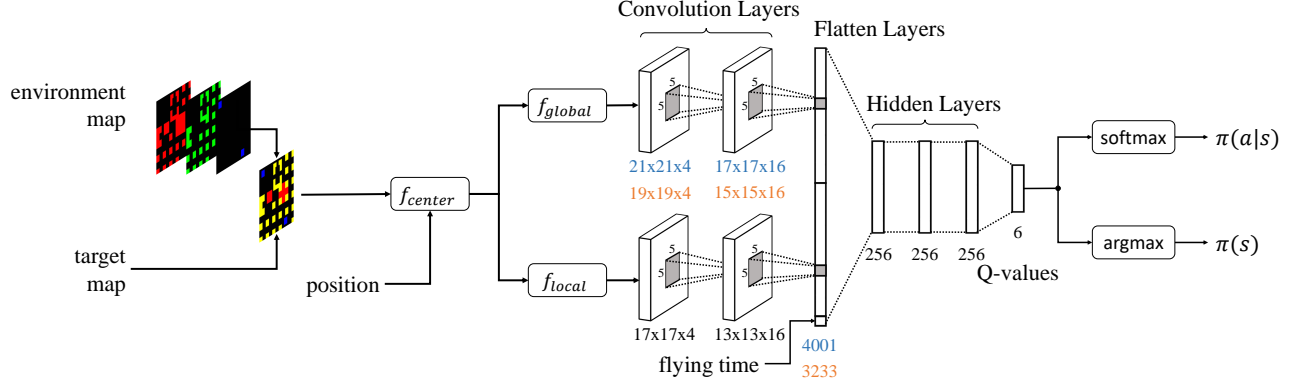 Convolution Layers
Flatten Layers
environment
map
f_global
5
5
5
5
Hidden Layers
softmax
π(a|s)
21x21x4
17x17x16
19x19x4
15x15x16
f_center
6
256
256
256
Q-values
argmax
π(s)
target
map
position
f_local
5
5
5
5
17x17x4
13x13x16
flying time
4001
3233